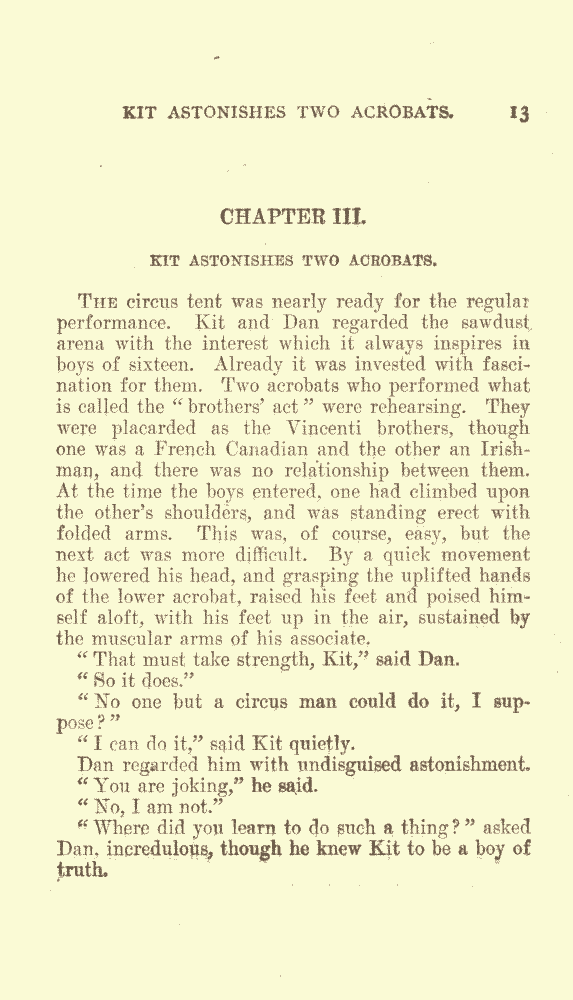 KIT ASTONISHES TWO ACROBATS. 13
CHAPTER III.
KIT ASTONISHES TWO ACROBATS.
THE circus tent was nearly ready for the regular
performance. Kit and Dan regarded the sawdust
arena with the interest which it always inspires in
boys of sixteen. Already it was invested with fasci-
nation for them. Two acrobats who performed what
is called the “brothers’ act” were rehearsing. They
were placarded as the Vincenti brothers, though
one was a French Canadian and the other an Irish-
man, and there was no relationship between them.
At the time the boys entered, one had climbed upon
the other’s shoulders, and was standing erect with
folded arms. This was, of course, easy, but the
next act was more difficult. By a quick movement
he lowered his head, and grasping the uplifted hands
of the lower acrobat, raised his feet and poised him-
self aloft, with his feet up in the air, sustained by
the muscular arms of his associate.
“That must take strength, Kit,” said Dan.
“So it does.”
“No one but a circus man could do it, I sup-
pose?”
“I can do it,” said Kit quietly.
Dan regarded him with undisguised astonishment.
“You are joking,” he said.
“No, I am not.”
“Where did you learn to do such a thing?” asked
Dan, incredulous, though he knew Kit to be a boy of
truth.